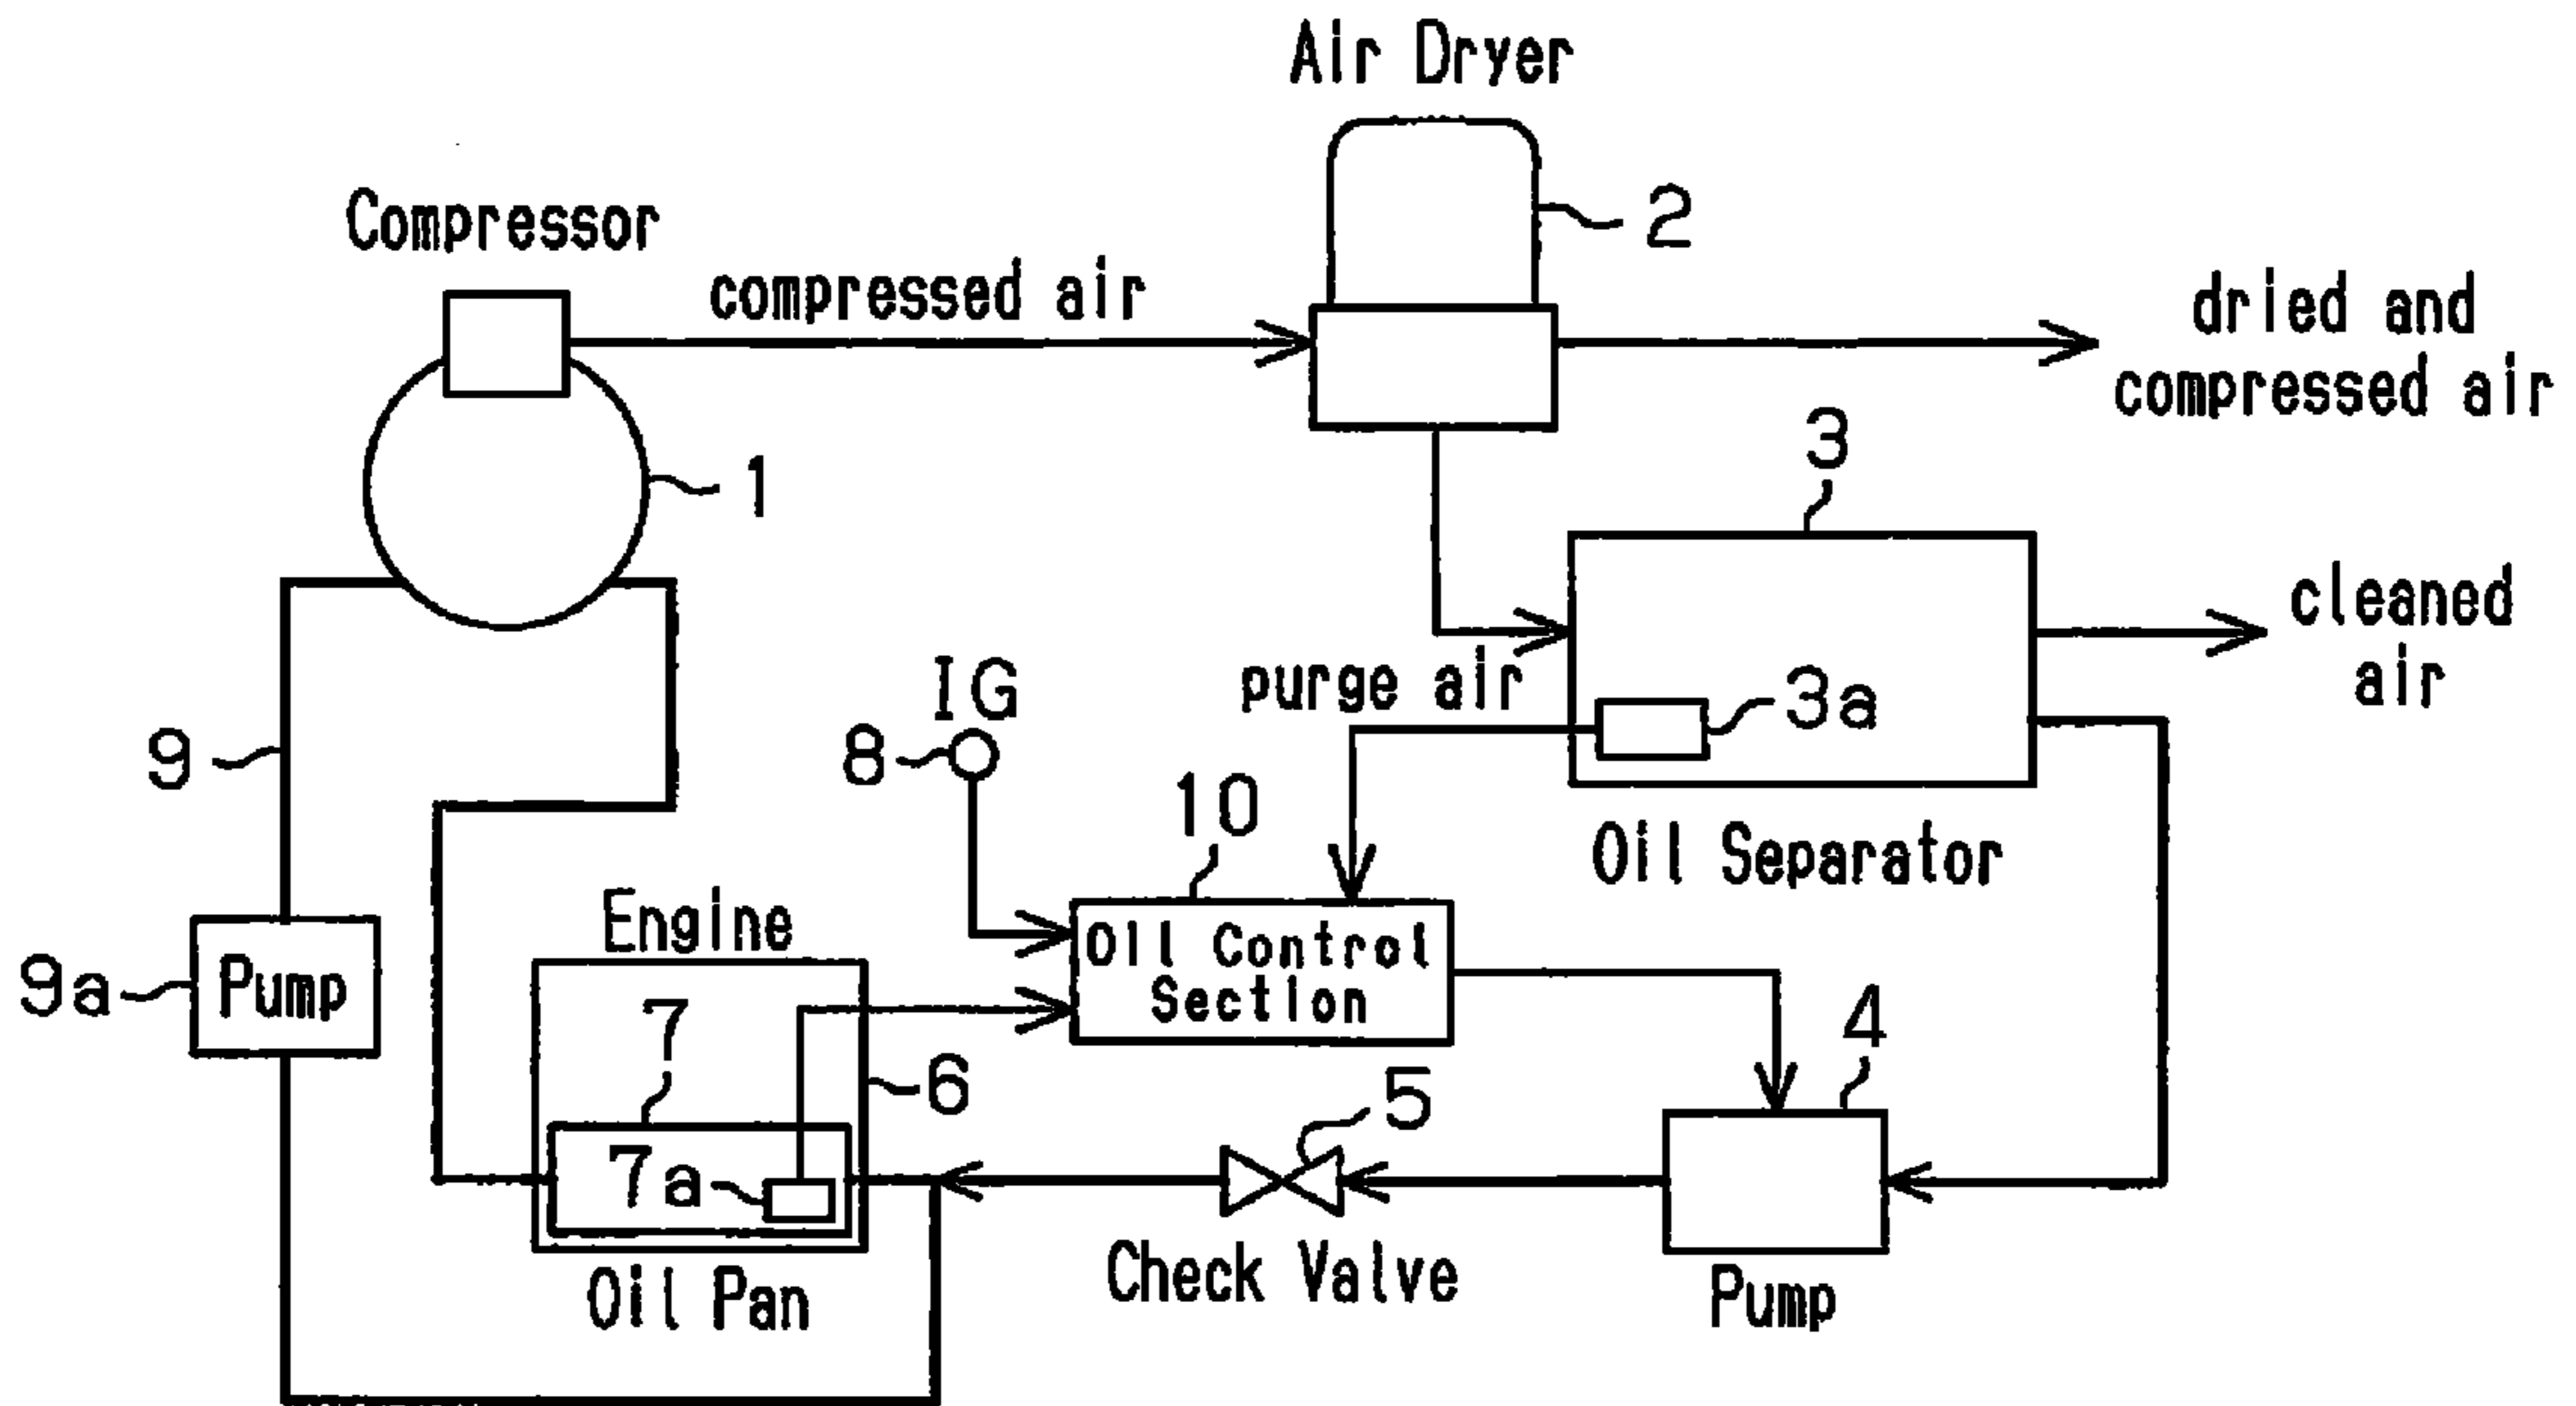 Air Dryer
2
Compressor
compressed air
dried and
compressed air
1
3
cleaned
air
purge air
3a
IG
8
9
10
Oil Separator
Engine
Oil Control
Section
9a
Pump
7
6
4
7a
5
Oil Pan
Check Valve
Pump